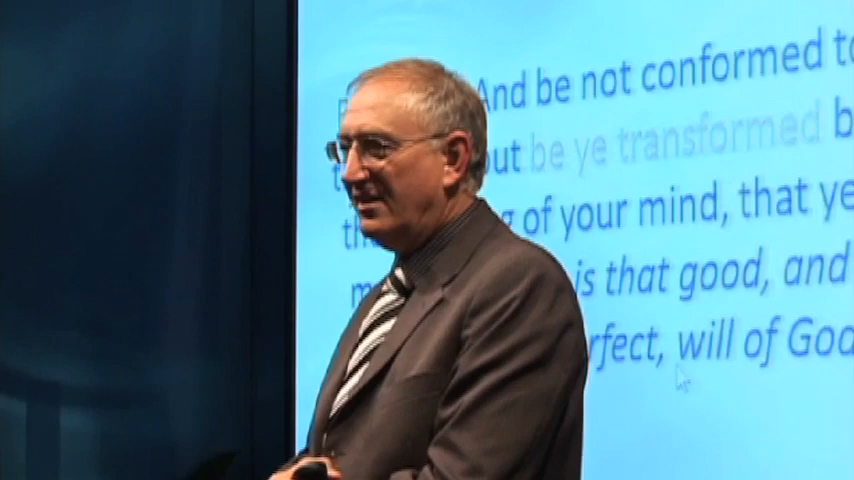 And be not conformed to
but be ye transformed b
of your mind, that ye
is that good, and
rfect, will of God